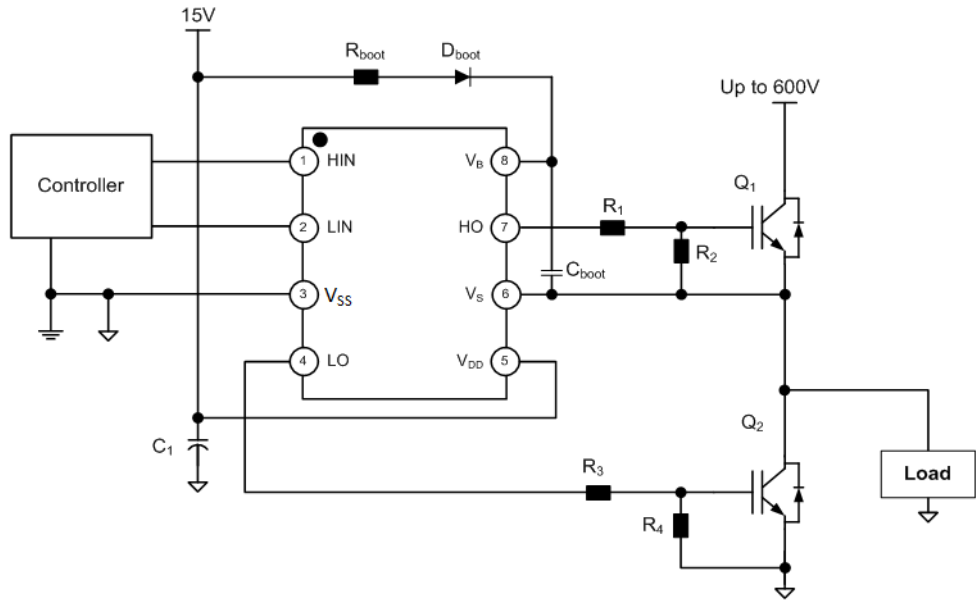 15V
Rboot
Dboot
Up to 600V
Controller
1
HIN
VB
8
Q1
2
LIN
HO
7
R1
R2
Cboot
3
VSS
VS
6
4
LO
VDD
5
C1
Q2
R3
R4
Load